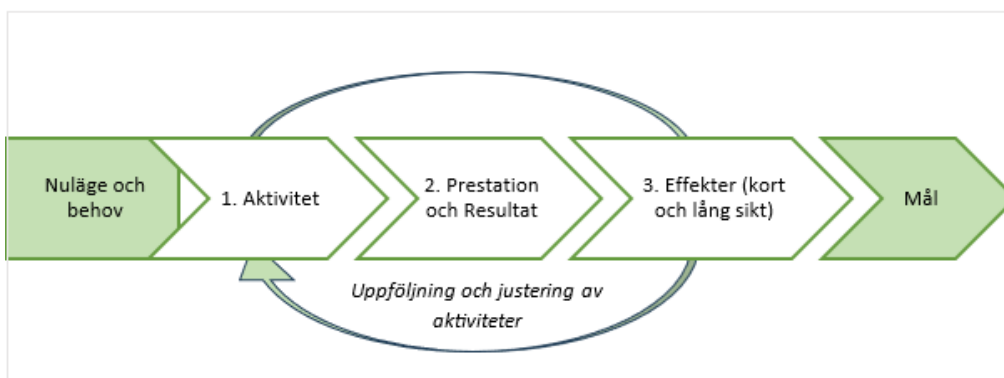 Nuläge och
behov
1. Aktivitet
2. Prestation
och Resultat
3. Effekter (kort
och lång sikt)
Mål
Uppföljning och justering av
aktiviteter